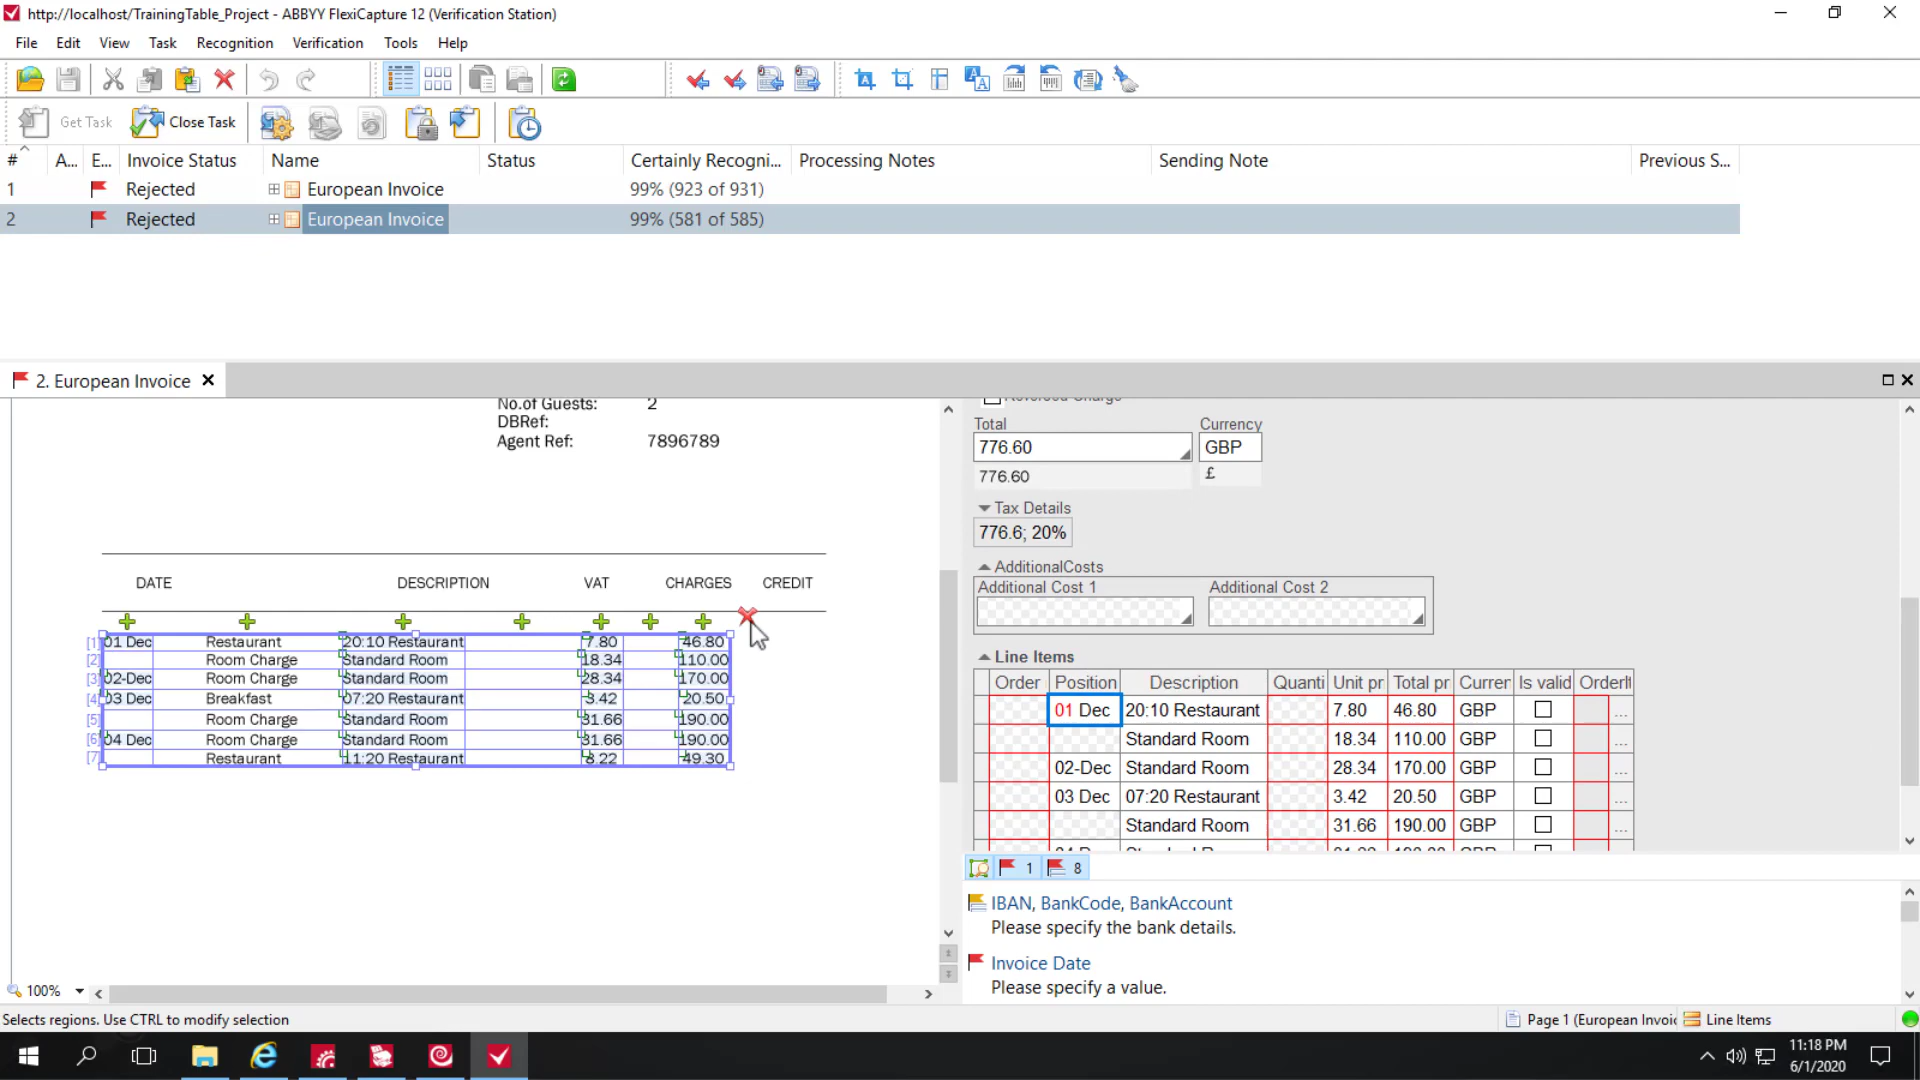 http://localhost/TrainingTable_Project - ABBYY FlexiCapture 12 (Verification Station)
File Edit View Task Recognition Verification Tools Help
Get Task Close Task
# A... E... Invoice Status Name Status Certainly Recogni... Processing Notes Sending Note Previous S...
1 Rejected European Invoice 99% (923 of 931)
2 Rejected European Invoice 99% (581 of 585)
2. European Invoice
No.of Guests: 2
DBRef:
Agent Ref: 7896789
DATE DESCRIPTION VAT CHARGES CREDIT
[1] 01 Dec Restaurant 20:10 Restaurant 7.80 46.80
[2] Room Charge Standard Room 18.34 110.00
[3] 02-Dec Room Charge Standard Room 28.34 170.00
[4] 03 Dec Breakfast 07:20 Restaurant 3.42 20.50
[5] Room Charge Standard Room 31.66 190.00
[6] 04 Dec Room Charge Standard Room 31.66 190.00
[7] Restaurant 11:20 Restaurant 8.22 49.30
100%
Total Currency
776.60 GBP
776.60 £
Tax Details
776.6; 20%
AdditionalCosts
Additional Cost 1 Additional Cost 2
Line Items
Order Position Description Quanti Unit pr Total pr Currer Is valid OrderIt
01 Dec 20:10 Restaurant 7.80 46.80 GBP ...
Standard Room 18.34 110.00 GBP ...
02-Dec Standard Room 28.34 170.00 GBP ...
03 Dec 07:20 Restaurant 3.42 20.50 GBP ...
Standard Room 31.66 190.00 GBP ...
1 8
IBAN, BankCode, BankAccount
Please specify the bank details.
Invoice Date
Please specify a value.
Selects regions. Use CTRL to modify selection
Page 1 (European Invoic Line Items
11:18 PM
6/1/2020